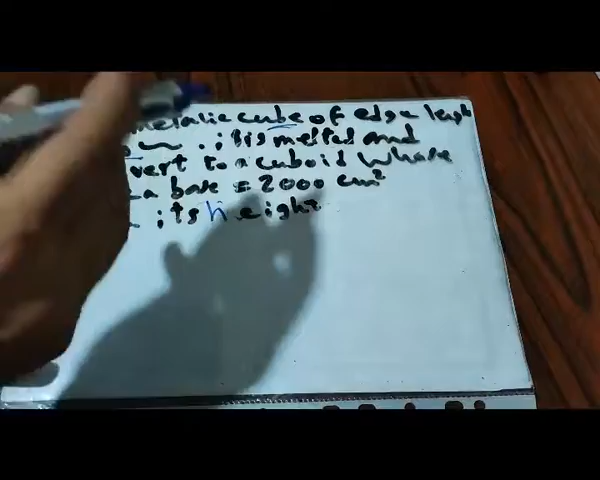 metalic cube of edge length
. it is melted and
vert to a cuboid whose
a base = 2000 cm²
its height